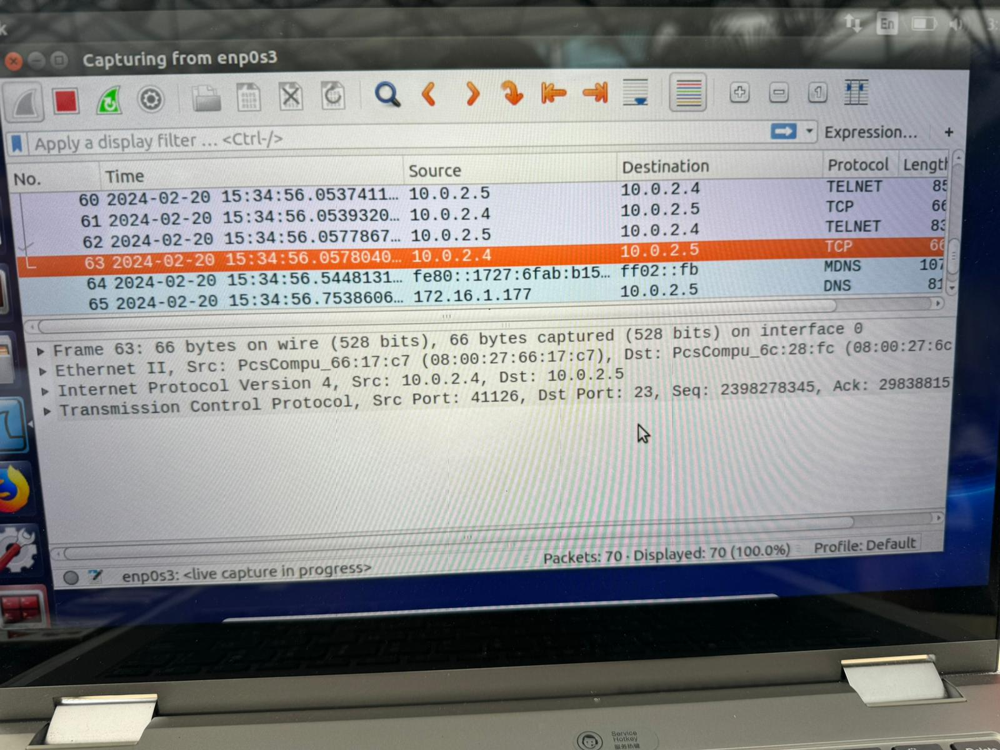 k
En
3:
Capturing from enp0s3
Apply a display filter … <Ctrl-/>
Expression… +
No. Time Source Destination Protocol Length
60 2024-02-20 15:34:56.0537411… 10.0.2.5 10.0.2.4 TELNET 85
61 2024-02-20 15:34:56.0539320… 10.0.2.4 10.0.2.5 TCP 66
62 2024-02-20 15:34:56.0577867… 10.0.2.5 10.0.2.4 TELNET 83
63 2024-02-20 15:34:56.0578040… 10.0.2.4 10.0.2.5 TCP 66
64 2024-02-20 15:34:56.5448131… fe80::1727:6fab:b15… ff02::fb MDNS 107
65 2024-02-20 15:34:56.7538606… 172.16.1.177 10.0.2.5 DNS 81
Frame 63: 66 bytes on wire (528 bits), 66 bytes captured (528 bits) on interface 0
Ethernet II, Src: PcsCompu_66:17:c7 (08:00:27:66:17:c7), Dst: PcsCompu_6c:28:fc (08:00:27:6c
Internet Protocol Version 4, Src: 10.0.2.4, Dst: 10.0.2.5
Transmission Control Protocol, Src Port: 41126, Dst Port: 23, Seq: 2398278345, Ack: 29838815
enp0s3: <live capture in progress>
Packets: 70 · Displayed: 70 (100.0%)
Profile: Default
Service
Hotkey
服务热键
Delete